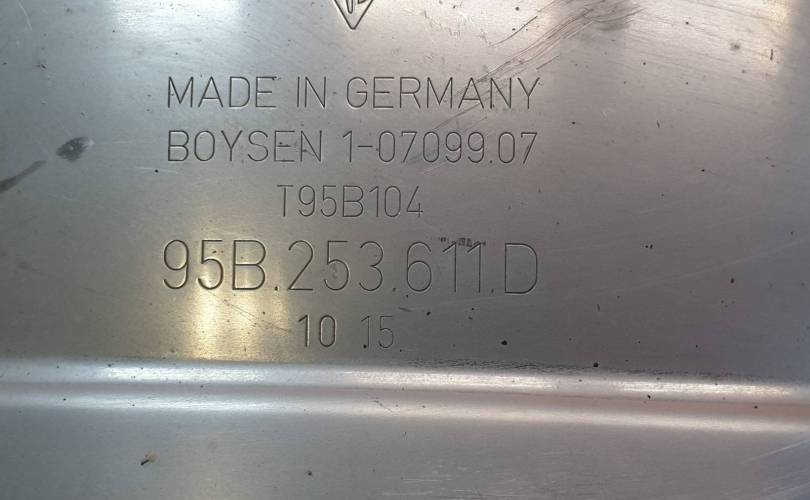 MADE IN GERMANY
BOYSEN 1-07099.07
T95B104
95B.253.611.D
10 15